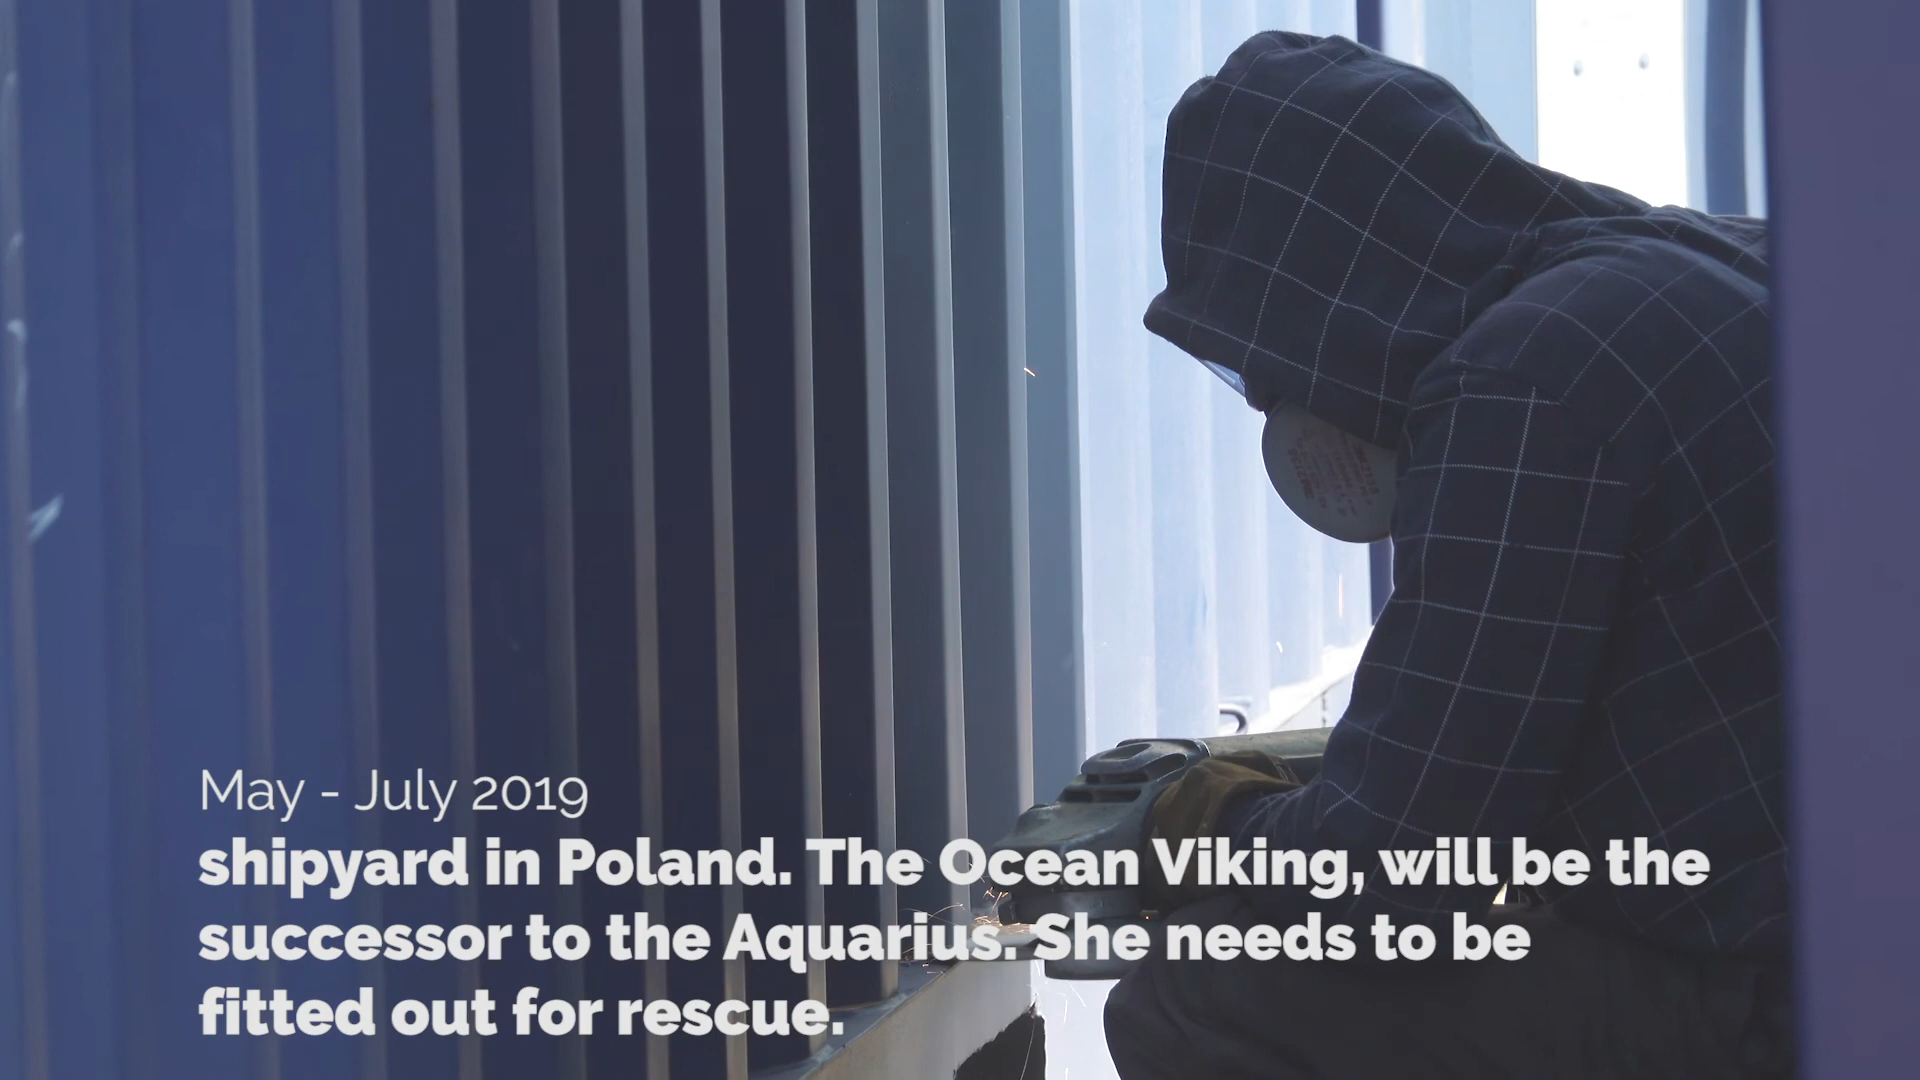 May - July 2019
shipyard in Poland. The Ocean Viking, will be the
successor to the Aquarius. She needs to be
fitted out for rescue.